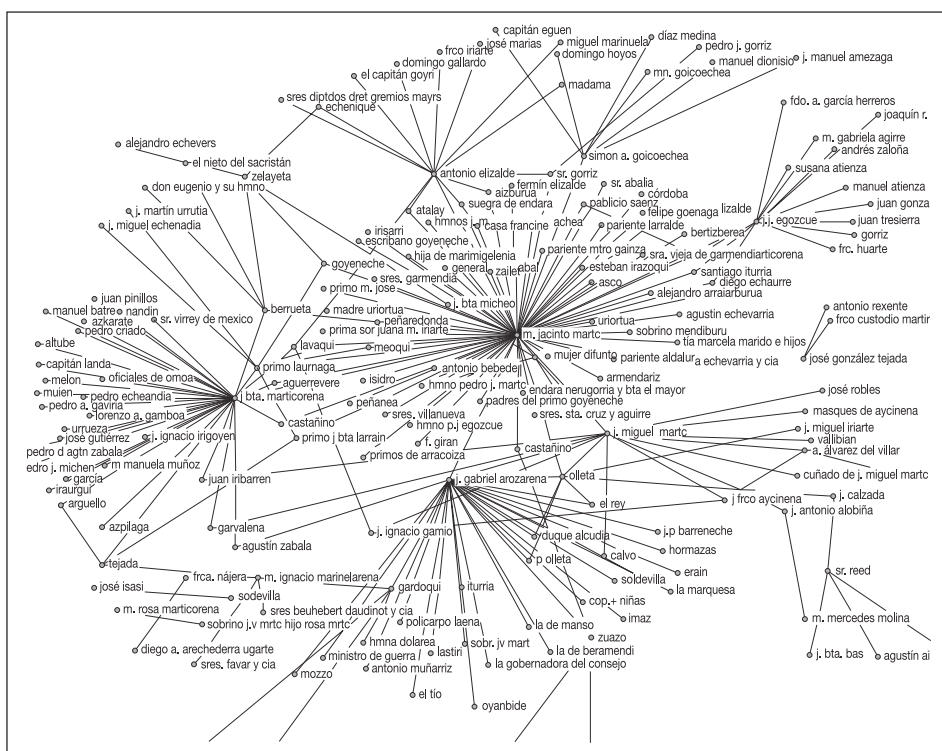 capitán eguen
josé marias
miguel marinuela
díaz medina
frco iriarte
domingo hoyos
pedro j. gorriz
domingo gallardo
manuel dionisio
j. manuel amezaga
el capitán goyri
mn. goicoechea
madama
sres diptdos dret gremios mayrs
echenique
fdo. a. garcía herreros
joaquín r.
alejandro echevers
m. gabriela agirre
andrés zaloña
el nieto del sacristán
simon a. goicoechea
zelayeta
antonio elizalde
sr. gorriz
susana atienza
don eugenio y su hmno
fermín elizalde
sr. abalia
manuel atienza
aizburua
córdoba
suegra de endara
pablicio saenz
juan gonza
j. martín urrutia
atalay
felipe goenaga
lizalde
j. miguel echenadia
hmnos j. m.
casa francine
achea
pariente larralde
j.j. egozcue
juan tresierra
irisarri
bertizberea
gorriz
escribano goyeneche
pariente mtro gainza
frc. huarte
hija de marimigelenia
sra. vieja de garmendiarticorena
goyeneche
general
zailer
abal
esteban irazoqui
santiago iturria
sres. garmendia
asco
diego echaurre
primo m. jose
alejandro arraiarburua
juan pinillos
j. bta micheo
manuel batre
nandin
berrueta
madre uriortua
antonio rexente
azkarate
sr. virrey de mexico
peñaredonda
uriortua
agustin echevarria
frco custodio martir
pedro criado
prima sor juana m. iriarte
m. jacinto martc
sobrino mendiburu
altube
lavaqui
meoqui
tía marcela marido e hijos
capitán landa
primo laurnaga
mujer difunta
pariente aldalur
a echevarria y cia
josé gonzález tejada
melon
oficiales de omoa
isidro
antonio bebedell
armendariz
muien
pedro echeandia
aguerrevere
hmno pedro j. martc
endara nerugorria y bta el mayor
josé robles
pedro a. gaviria
j bta. marticorena
peñanea
padres del primo goyeneche
masques de aycinena
lorenzo a. gamboa
sres. villanueva
sres. sta. cruz y aguirre
urrueza
castañino
hmno p.j egozcue
j. miguel iriarte
josé gutiérrez
j. ignacio irigoyen
primo j bta larrain
j. miguel martc
vallibian
pedro d agtn zabala
f. giran
castañino
a. álvarez del villar
edro j. michen
m manuela muñoz
primos de arracoiza
garcía
juan iribarren
j. gabriel arozarena
olleta
cuñado de j. miguel martc
iraurgui
arguello
el rey
j frco aycinena
j. calzada
j. antonio alobiña
azpilaga
garvalena
j. ignacio gamio
duque alcudia
j.p barreneche
agustín zabala
hormazas
tejada
p olleta
calvo
erain
frca. nájera
m. ignacio marinelarena
soldevilla
sr. reed
josé isasi
sodevilla
gardoqui
iturria
la marquesa
m. rosa marticorena
sres beuhebert daudinot y cia
cop.+ niñas
imaz
m. mercedes molina
sobrino j.v mrtc hijo rosa mrtc
policarpo laena
la de manso
zuazo
diego a. arechederra ugarte
hmna dolarea
sobr. jv mart
la de beramendi
j. bta. bas
agustín ai
sres. favar y cia
ministro de guerra
lastiri
la gobernadora del consejo
mozzo
antonio muñarriz
el tío
oyanbide